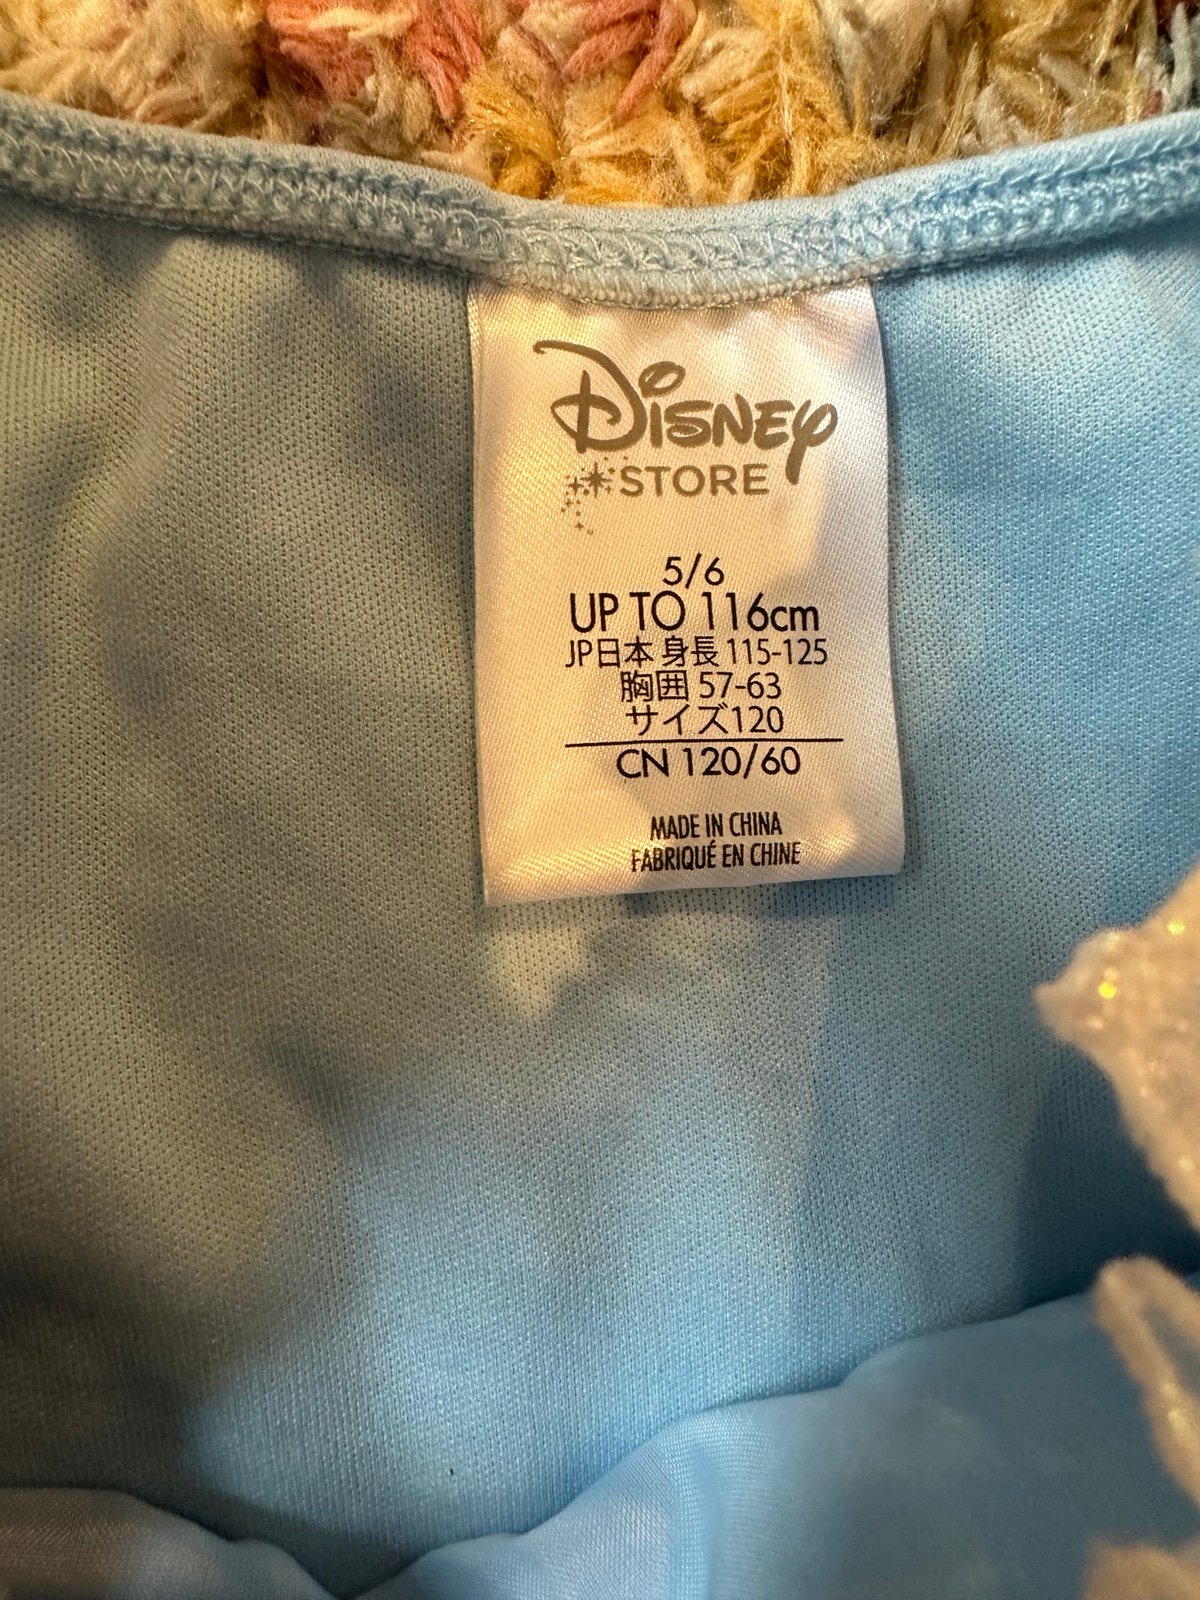 Disney
STORE
5/6
UP TO 116cm
JP日本 身長 115-125
胸囲 57-63
サイズ120
CN 120/60
MADE IN CHINA
FABRIQUÉ EN CHINE